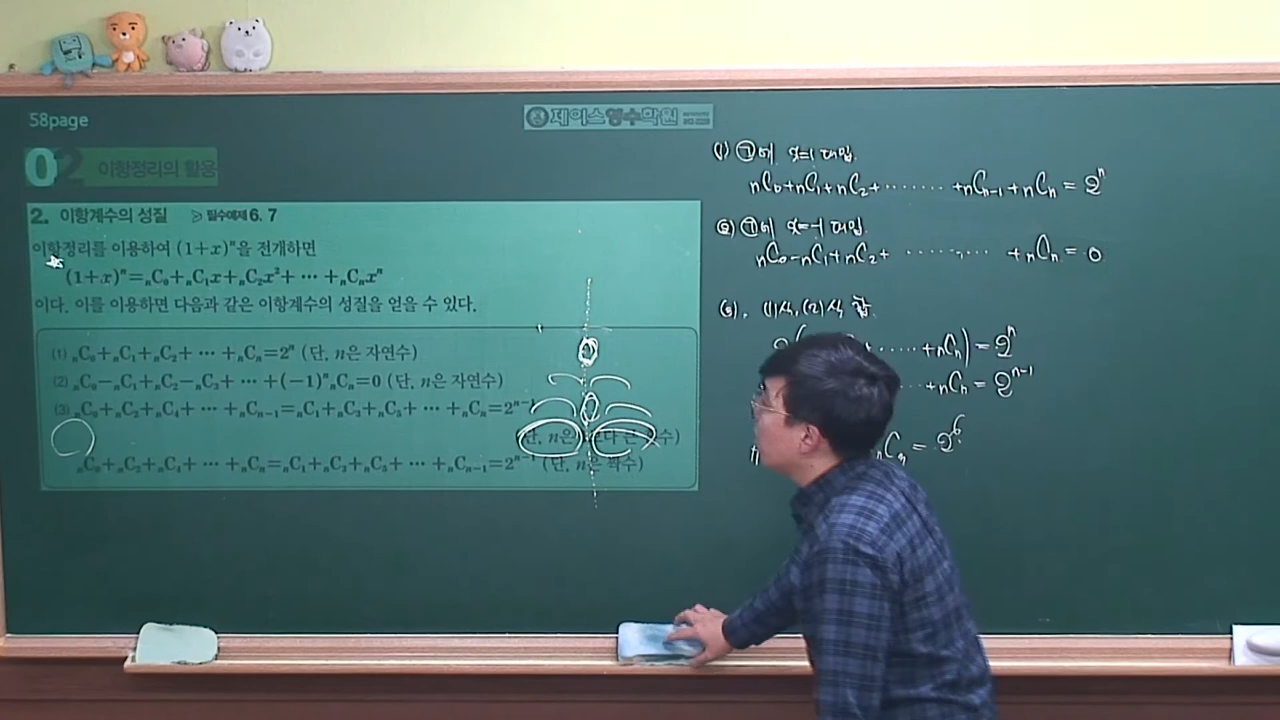 58page
제이스영수학원
02 이항정리의 활용
2. 이항계수의 성질 ≫ 필수예제 6, 7
이항정리를 이용하여 (1+x)ⁿ을 전개하면
(1+x)ⁿ=ₙC₀+ₙC₁x+ₙC₂x²+ ⋯ +ₙCₙxⁿ
이다. 이를 이용하면 다음과 같은 이항계수의 성질을 얻을 수 있다.
(1) ₙC₀+ₙC₁+ₙC₂+ ⋯ +ₙCₙ=2ⁿ (단, n은 자연수)
(2) ₙC₀−ₙC₁+ₙC₂−ₙC₃+ ⋯ +(−1)ⁿₙCₙ=0 (단, n은 자연수)
(3) ₙC₀+ₙC₂+ₙC₄+ ⋯ +ₙCₙ₋₁=ₙC₁+ₙC₃+ₙC₅+ ⋯ +ₙCₙ=2ⁿ⁻¹
(단, n은
ₙC₀+ₙC₂+ₙC₄+ ⋯ +ₙCₙ=ₙC₁+ₙC₃+ₙC₅+ ⋯ +ₙCₙ₋₁=2ⁿ⁻¹ (단, n은 짝수)
(1) ㉠에 x=1 대입.
ₙC₀+ₙC₁+ₙC₂+ ⋯⋯ +ₙCₙ₋₁+ₙCₙ = 2ⁿ
(2) ㉠에 x=-1 대입.
ₙC₀-ₙC₁+ₙC₂+ ⋯⋯ +ₙCₙ = 0
(3). (1)식, (2)식 합.
2( + ⋯⋯ +ₙCₙ) = 2ⁿ
⋯ +ₙCₙ = 2ⁿ⁻¹